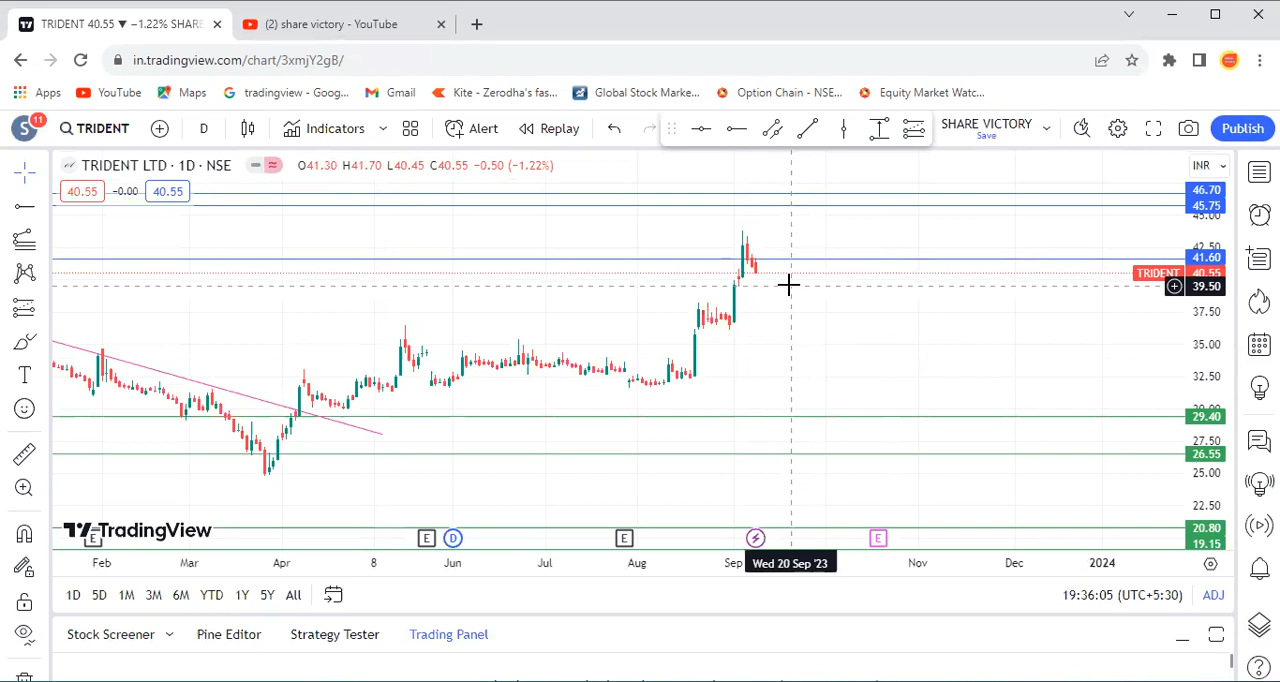 TRIDENT 40.55 ▼ −1.22% SHARE
(2) share victory - YouTube
in.tradingview.com/chart/3xmjY2gB/
Apps YouTube Maps tradingview - Goog... Gmail Kite - Zerodha's fas... Global Stock Marke... Option Chain - NSE... Equity Market Watc...
S 11 TRIDENT D Indicators Alert Replay SHARE VICTORY Save Publish
TRIDENT LTD · 1D · NSE O41.30 H41.70 L40.45 C40.55 −0.50 (−1.22%) INR
40.55 -0.00 40.55
46.70
45.75
45.00
42.50
41.60
TRIDENT 40.55
39.50
37.50
35.00
32.50
29.40
27.50
26.55
25.00
22.50
20.80
19.15
TradingView
E E D E E
Feb Mar Apr 8 Jun Jul Aug Sep Wed 20 Sep '23 Nov Dec 2024
1D 5D 1M 3M 6M YTD 1Y 5Y All 19:36:05 (UTC+5:30) ADJ
Stock Screener Pine Editor Strategy Tester Trading Panel